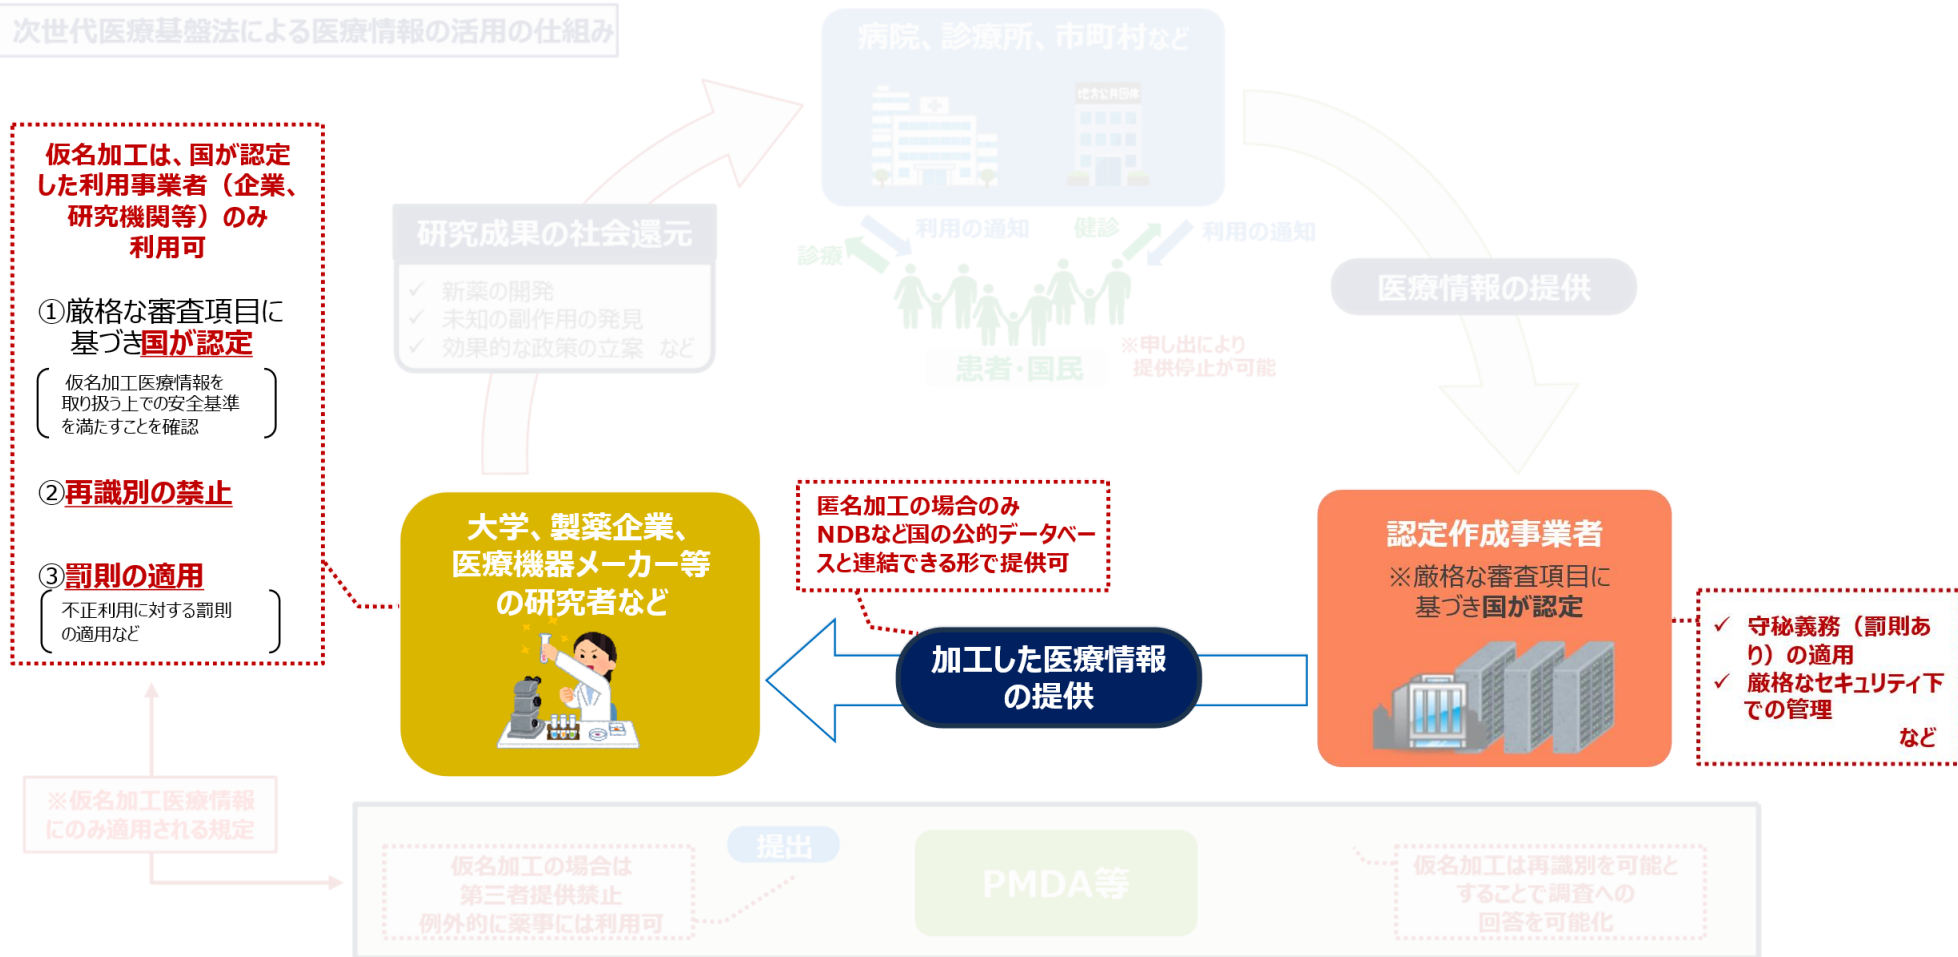 次世代医療基盤法による医療情報の活用の仕組み
病院、診療所、市町村など
地方公共団体
仮名加工は、国が認定
した利用事業者（企業、
研究機関等）のみ
利用可
①厳格な審査項目に
基づき国が認定
仮名加工医療情報を
取り扱う上での安全基準
を満たすことを確認
②再識別の禁止
③罰則の適用
不正利用に対する罰則
の適用など
研究成果の社会還元
✓ 新薬の開発
✓ 未知の副作用の発見
✓ 効果的な政策の立案 など
診療
利用の通知
健診
利用の通知
患者・国民
※申し出により
提供停止が可能
医療情報の提供
大学、製薬企業、
医療機器メーカー等
の研究者など
匿名加工の場合のみ
NDBなど国の公的データベー
スと連結できる形で提供可
加工した医療情報
の提供
認定作成事業者
※厳格な審査項目に
基づき国が認定
✓ 守秘義務（罰則あ
り）の適用
✓ 厳格なセキュリティ下
での管理
など
※仮名加工医療情報
にのみ適用される規定
仮名加工の場合は
第三者提供禁止
例外的に薬事には利用可
提出
PMDA等
仮名加工は再識別を可能と
することで調査への
回答を可能化